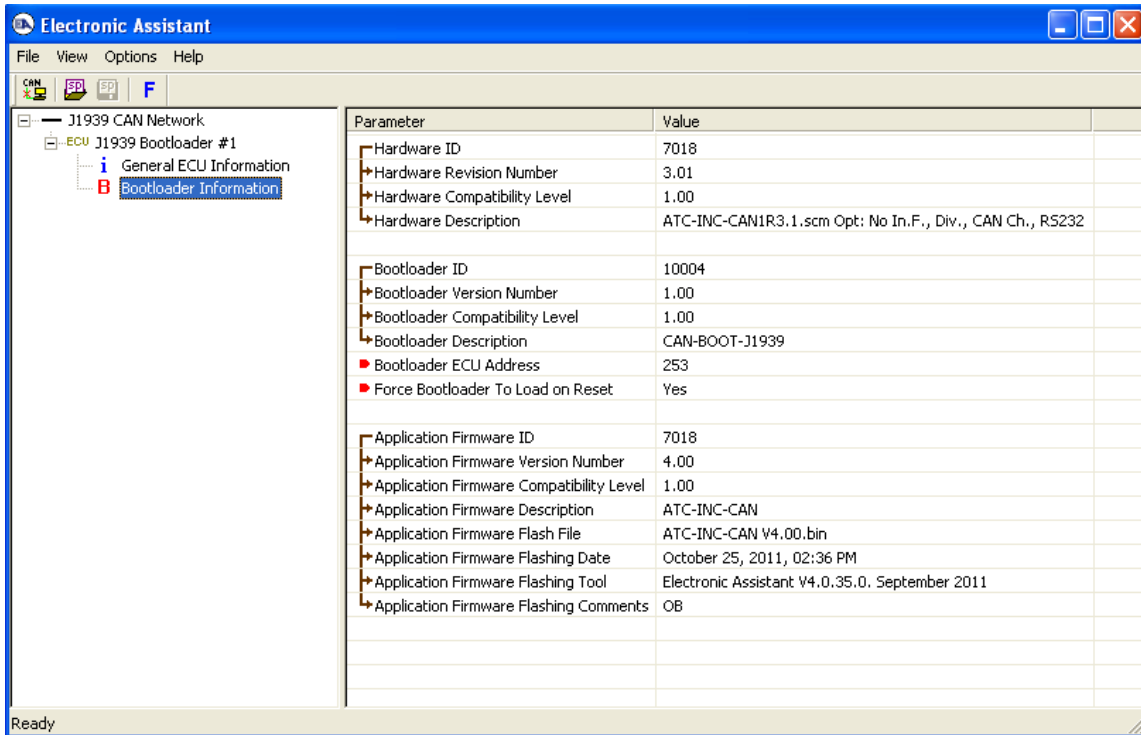 Electronic Assistant
File View Options Help
CAN SP SP F
J1939 CAN Network
ECU J1939 Bootloader #1
i General ECU Information
B Bootloader Information
Parameter Value
Hardware ID 7018
Hardware Revision Number 3.01
Hardware Compatibility Level 1.00
Hardware Description ATC-INC-CAN1R3.1.scm Opt: No In.F., Div., CAN Ch., RS232
Bootloader ID 10004
Bootloader Version Number 1.00
Bootloader Compatibility Level 1.00
Bootloader Description CAN-BOOT-J1939
Bootloader ECU Address 253
Force Bootloader To Load on Reset Yes
Application Firmware ID 7018
Application Firmware Version Number 4.00
Application Firmware Compatibility Level 1.00
Application Firmware Description ATC-INC-CAN
Application Firmware Flash File ATC-INC-CAN V4.00.bin
Application Firmware Flashing Date October 25, 2011, 02:36 PM
Application Firmware Flashing Tool Electronic Assistant V4.0.35.0. September 2011
Application Firmware Flashing Comments OB
Ready